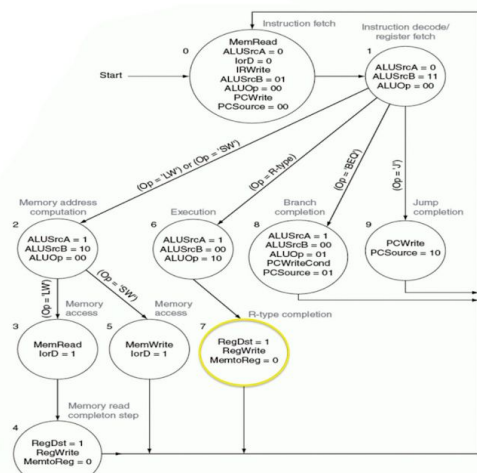 Instruction fetch
0
MemRead
ALUSrcA = 0
IorD = 0
IRWrite
ALUSrcB = 01
ALUOp = 00
PCWrite
PCSource = 00
Start
Instruction decode/
register fetch
1
ALUSrcA = 0
ALUSrcB = 11
ALUOp = 00
(Op = 'LW') or (Op = 'SW')
(Op = R-type)
(Op = 'BEQ')
(Op = 'J')
Memory address
computation
2
ALUSrcA = 1
ALUSrcB = 10
ALUOp = 00
Execution
6
ALUSrcA = 1
ALUSrcB = 00
ALUOp = 10
Branch
completion
8
ALUSrcA = 1
ALUSrcB = 00
ALUOp = 01
PCWriteCond
PCSource = 01
Jump
completion
9
PCWrite
PCSource = 10
(Op = 'LW')
(Op = 'SW')
Memory
access
3
MemRead
IorD = 1
Memory
access
5
MemWrite
IorD = 1
R-type completion
7
RegDst = 1
RegWrite
MemtoReg = 0
Memory read
completon step
4
RegDst = 1
RegWrite
MemtoReg = 0